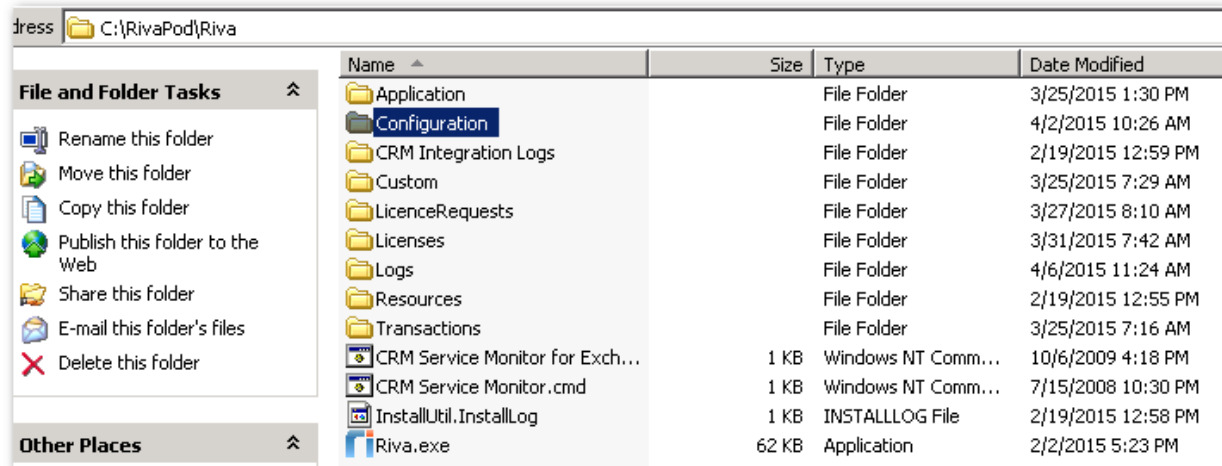 dress C:\RivaPod\Riva
Name Size Type Date Modified
File and Folder Tasks
Rename this folder
Move this folder
Copy this folder
Publish this folder to the
Web
Share this folder
E-mail this folder's files
Delete this folder
Other Places
Application File Folder 3/25/2015 1:30 PM
Configuration File Folder 4/2/2015 10:26 AM
CRM Integration Logs File Folder 2/19/2015 12:59 PM
Custom File Folder 3/25/2015 7:29 AM
LicenceRequests File Folder 3/27/2015 8:10 AM
Licenses File Folder 3/31/2015 7:42 AM
Logs File Folder 4/6/2015 11:24 AM
Resources File Folder 2/19/2015 12:55 PM
Transactions File Folder 3/25/2015 7:16 AM
CRM Service Monitor for Exch... 1 KB Windows NT Comm... 10/6/2009 4:18 PM
CRM Service Monitor.cmd 1 KB Windows NT Comm... 7/15/2008 10:30 PM
InstallUtil.InstallLog 1 KB INSTALLLOG File 2/19/2015 12:58 PM
Riva.exe 62 KB Application 2/2/2015 5:23 PM